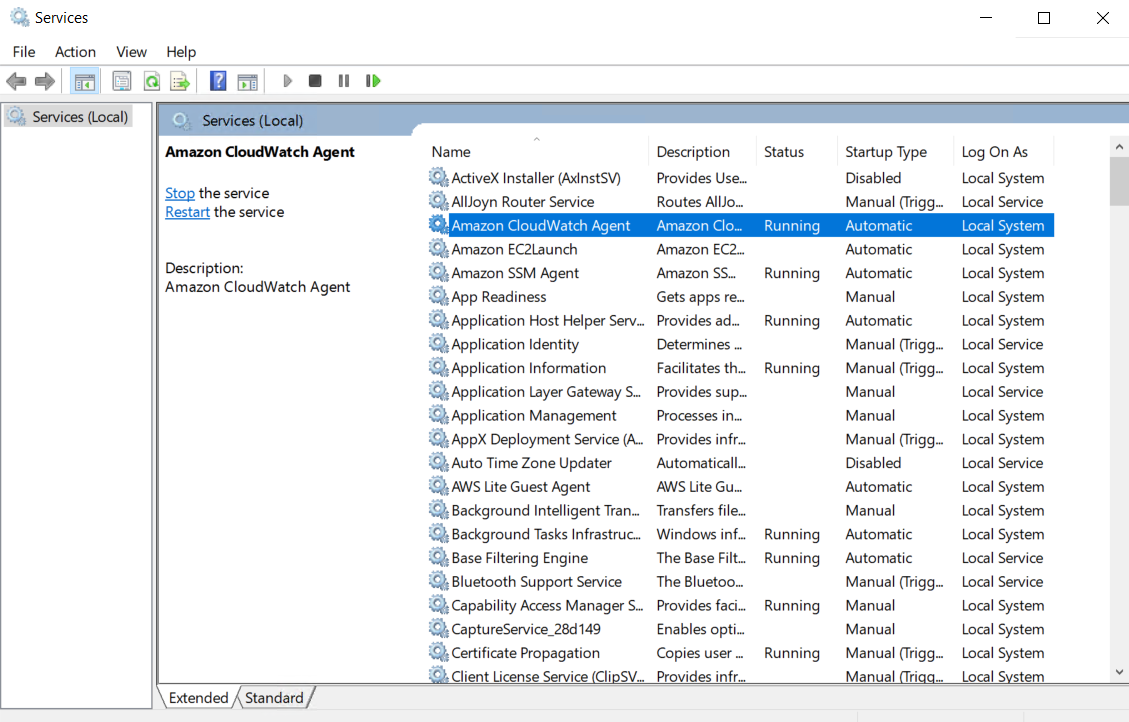 Services
File Action View Help
Services (Local)
Services (Local)
Amazon CloudWatch Agent
Stop the service
Restart the service
Description:
Amazon CloudWatch Agent
Name Description Status Startup Type Log On As
ActiveX Installer (AxInstSV) Provides Use... Disabled Local System
AllJoyn Router Service Routes AllJo... Manual (Trigg... Local Service
Amazon CloudWatch Agent Amazon Clo... Running Automatic Local System
Amazon EC2Launch Amazon EC2... Automatic Local System
Amazon SSM Agent Amazon SS... Running Automatic Local System
App Readiness Gets apps re... Manual Local System
Application Host Helper Serv... Provides ad... Running Automatic Local System
Application Identity Determines ... Manual (Trigg... Local Service
Application Information Facilitates th... Running Manual (Trigg... Local System
Application Layer Gateway S... Provides sup... Manual Local Service
Application Management Processes in... Manual Local System
AppX Deployment Service (A... Provides infr... Manual (Trigg... Local System
Auto Time Zone Updater Automaticall... Disabled Local Service
AWS Lite Guest Agent AWS Lite Gu... Automatic Local System
Background Intelligent Tran... Transfers file... Manual Local System
Background Tasks Infrastruc... Windows inf... Running Automatic Local System
Base Filtering Engine The Base Filt... Running Automatic Local Service
Bluetooth Support Service The Bluetoo... Manual (Trigg... Local Service
Capability Access Manager S... Provides faci... Running Manual Local System
CaptureService_28d149 Enables opti... Manual Local System
Certificate Propagation Copies user ... Running Manual (Trigg... Local System
Client License Service (ClipSV... Provides infr... Manual (Trigg... Local System
Extended Standard